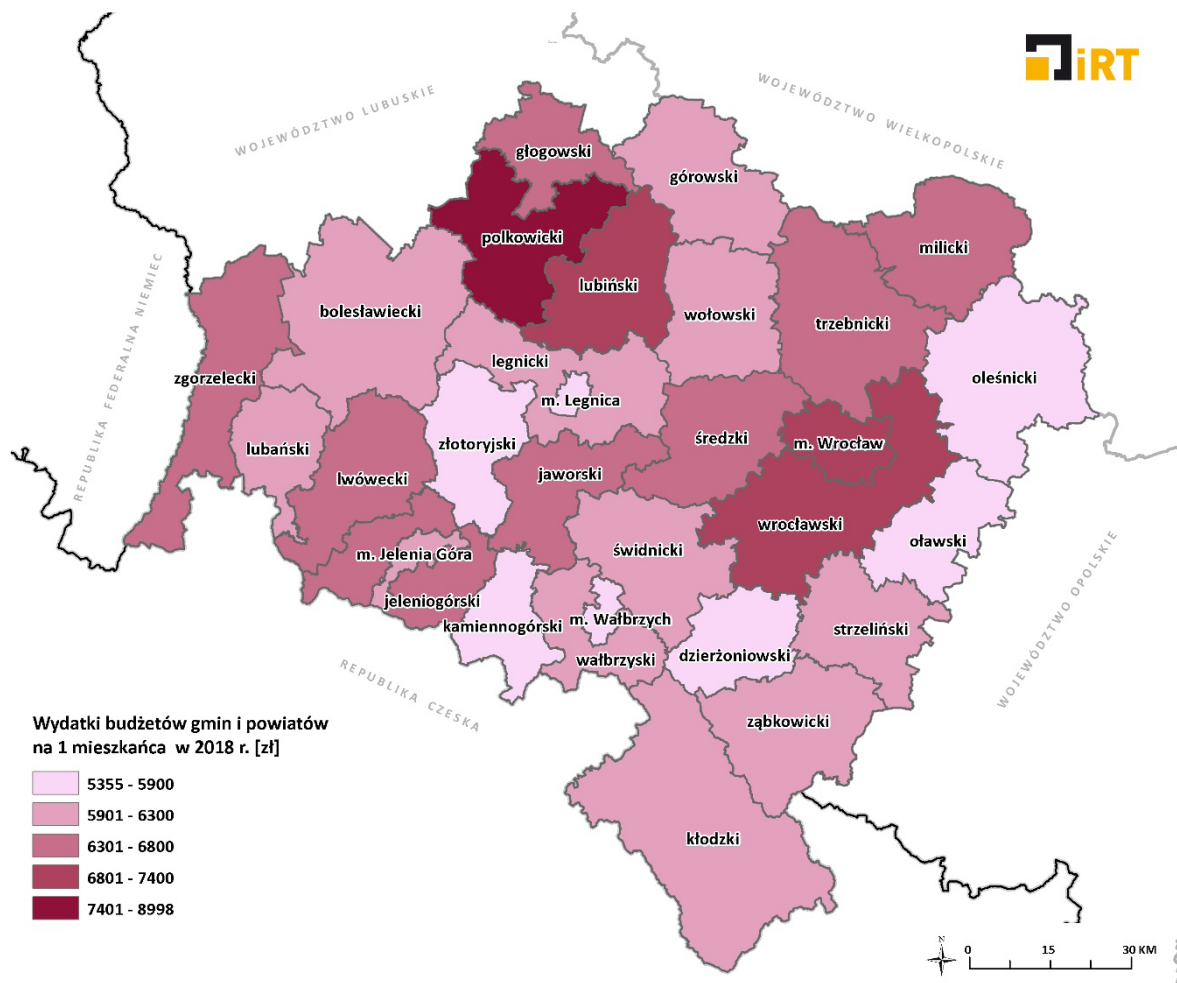 iRT
WOJEWÓDZTWO LUBUSKIE
WOJEWÓDZTWO WIELKOPOLSKIE
głogowski
górowski
polkowicki
milicki
lubiński
bolesławiecki
wołowski
trzebnicki
REPUBLIKA FEDERALNA NIEMIEC
legnicki
zgorzelecki
oleśnicki
m. Legnica
złotoryjski
średzki
m. Wrocław
lubański
lwówecki
jaworski
wrocławski
oławski
m. Jelenia Góra
świdnicki
jeleniogórski
m. Wałbrzych
kamiennogórski
strzeliński
WOJEWÓDZTWO OPOLSKIE
wałbrzyski
dzierżoniowski
REPUBLIKA CZESKA
ząbkowicki
kłodzki
Wydatki budżetów gmin i powiatów
na 1 mieszkańca w 2018 r. [zł]
5355 - 5900
5901 - 6300
6301 - 6800
6801 - 7400
7401 - 8998
N
0 15 30 KM